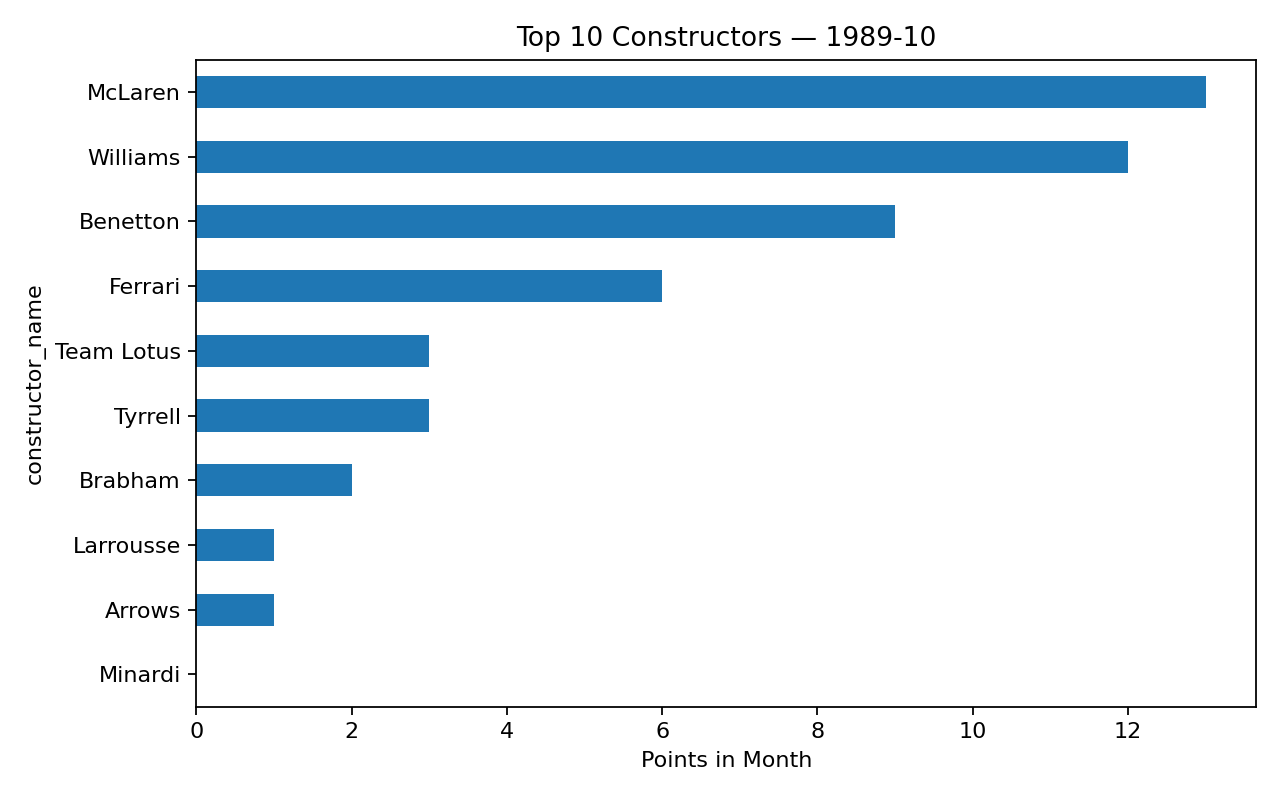 Top 10 Constructors — 1989-10
constructor_name
McLaren
Williams
Benetton
Ferrari
Team Lotus
Tyrrell
Brabham
Larrousse
Arrows
Minardi
0 2 4 6 8 10 12
Points in Month